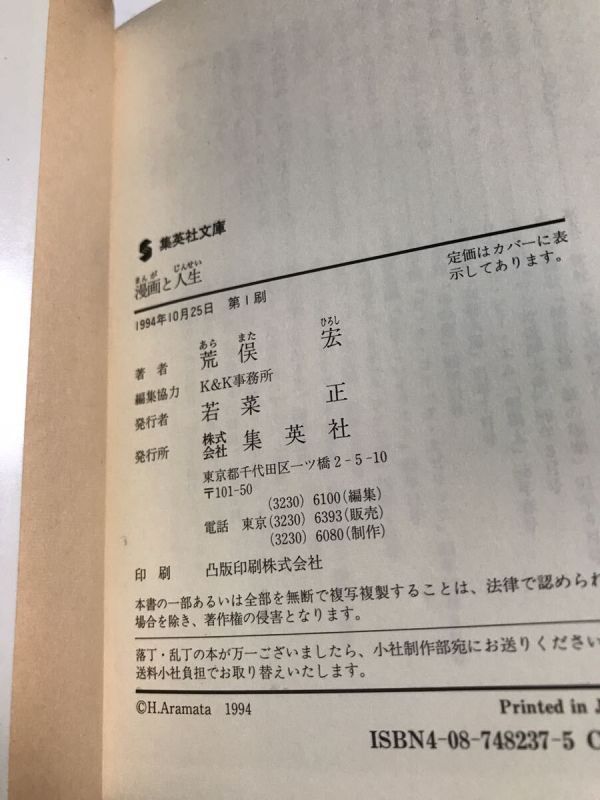 集英社文庫
まんが じんせい
漫画と人生
定価はカバーに表
示してあります。
1994年10月25日 第1刷
あら また ひろし
著者 荒俣 宏
編集協力 K&K事務所
発行者 若菜 正
発行所 株式会社 集英社
東京都千代田区一ツ橋2-5-10
〒101-50
(3230) 6100(編集)
電話 東京(3230) 6393(販売)
(3230) 6080(制作)
印刷 凸版印刷株式会社
本書の一部あるいは全部を無断で複写複製することは、法律で認められ
場合を除き、著作権の侵害となります。
落丁・乱丁の本が万一ございましたら、小社制作部宛にお送りください
送料小社負担でお取り替えいたします。
©H.Aramata 1994
Printed in J
ISBN4-08-748237-5 C